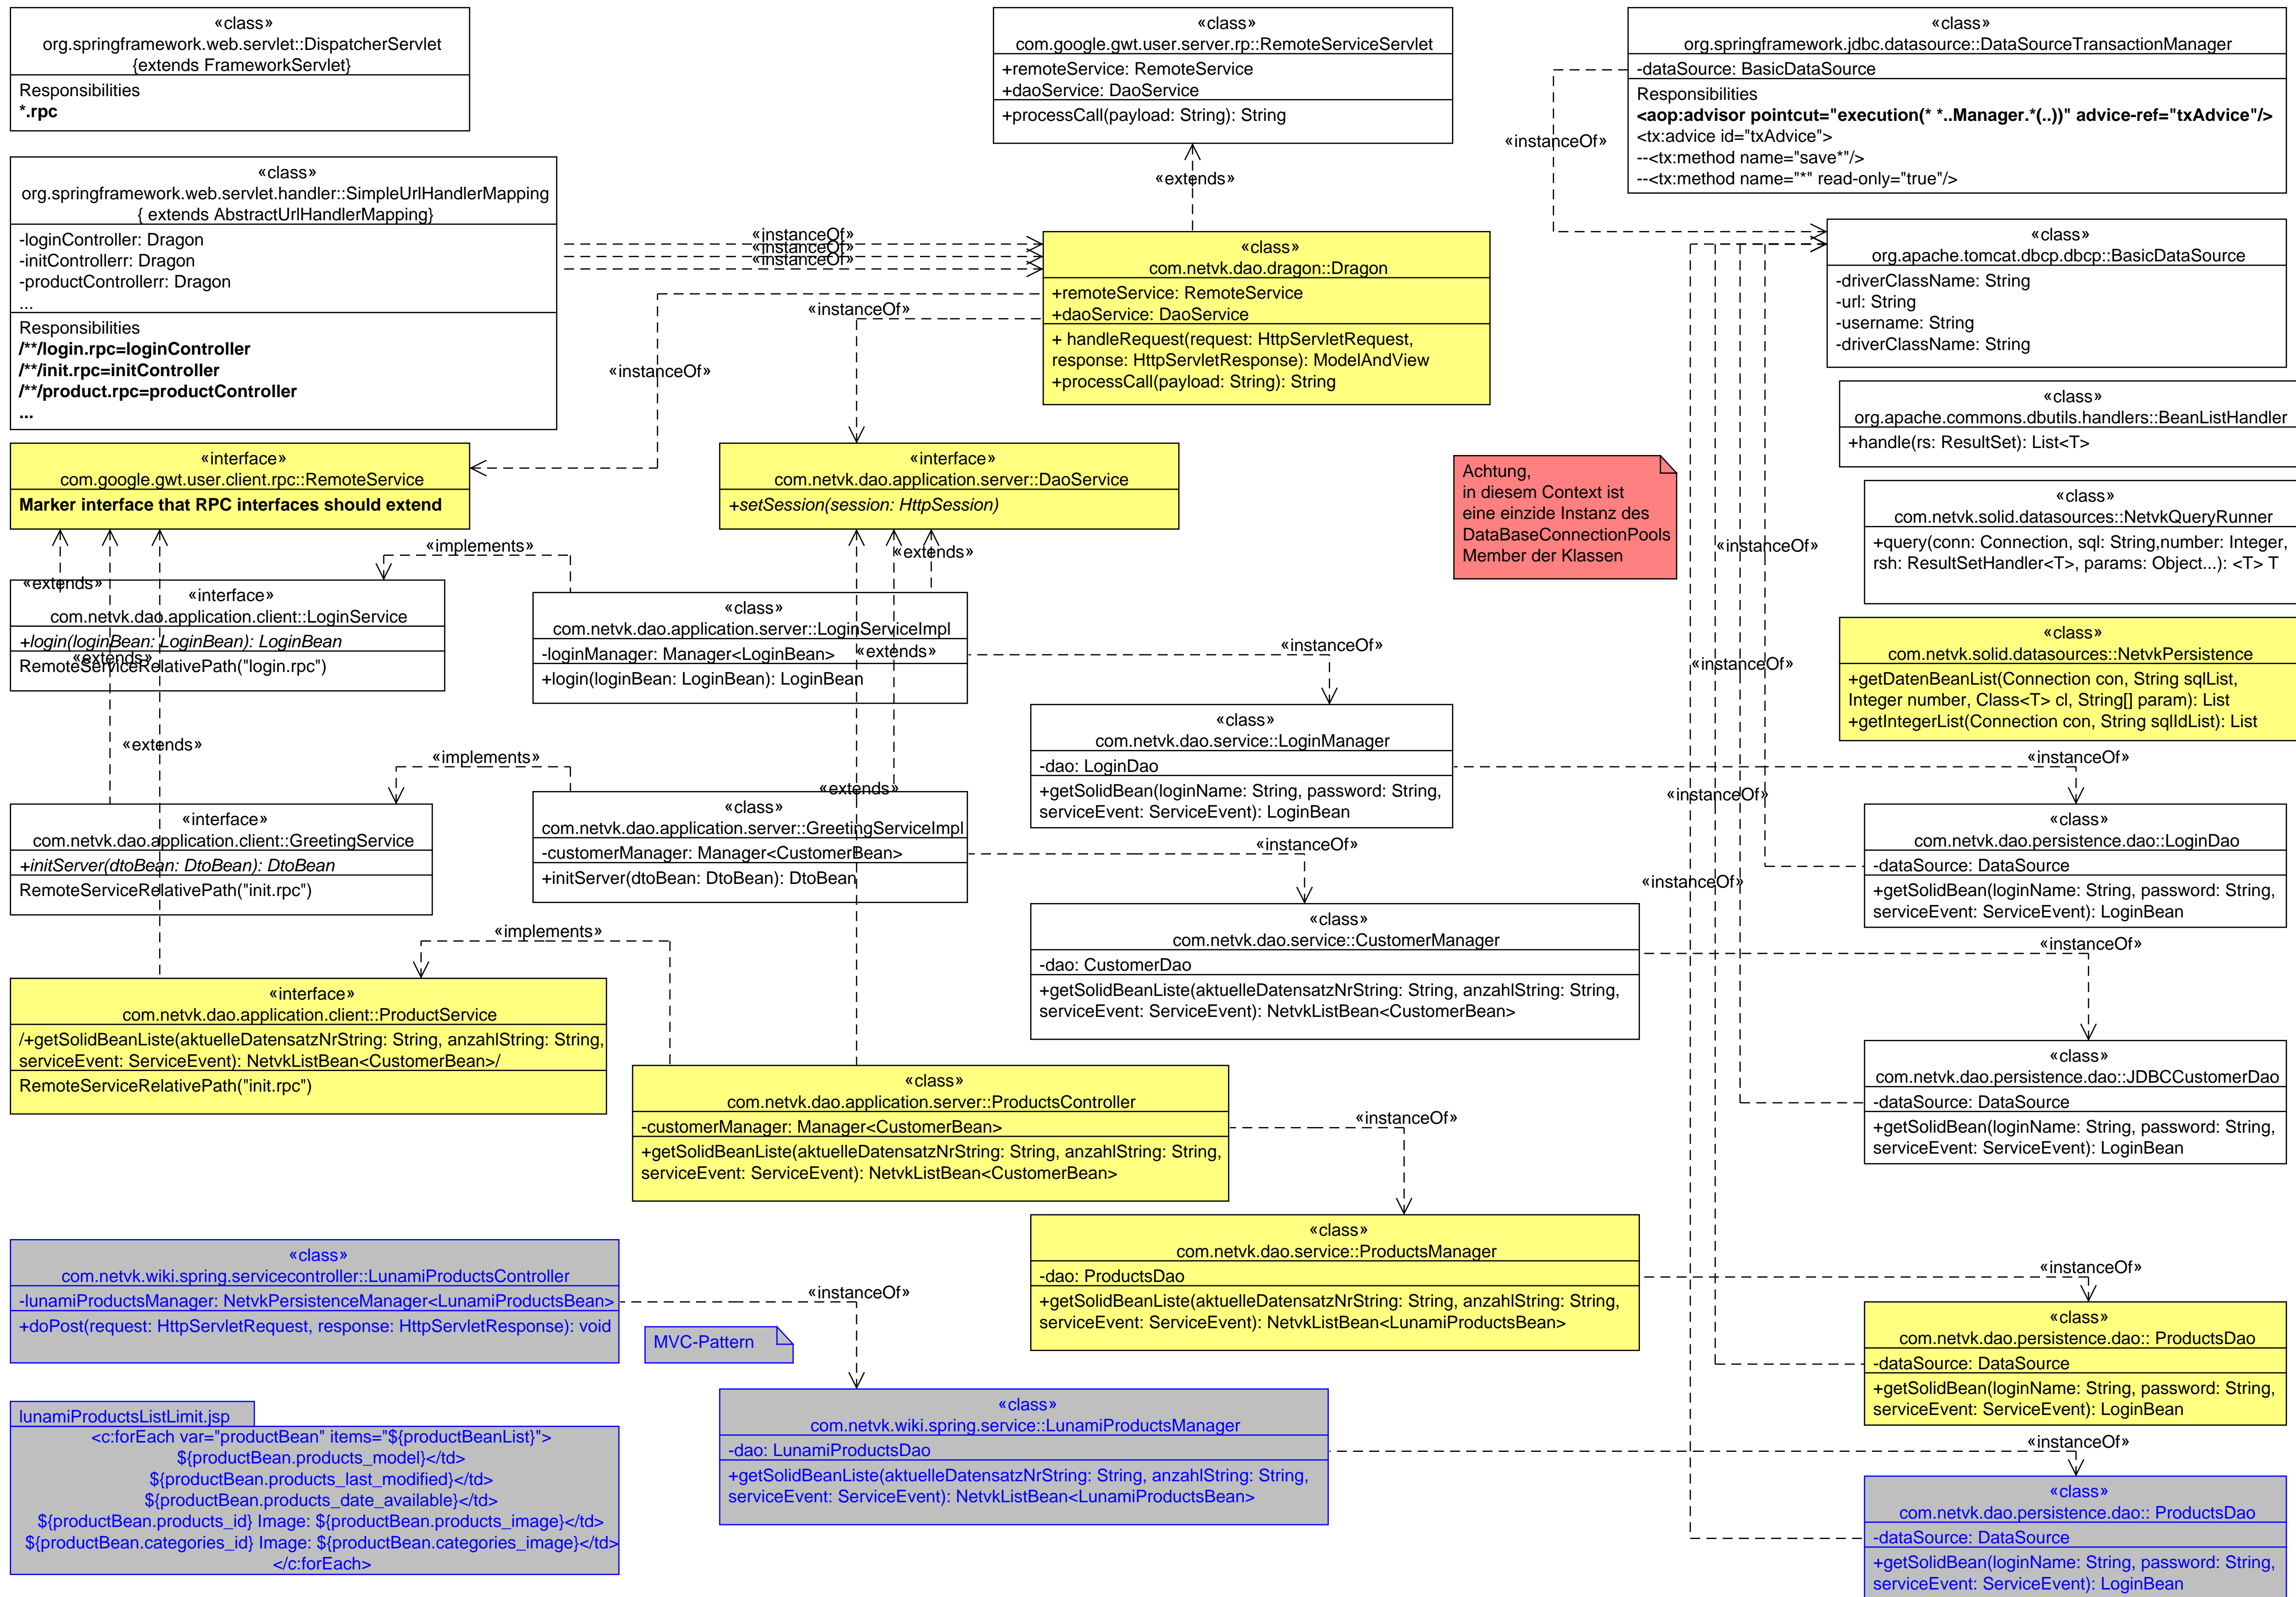 «class»
org.springframework.web.servlet::DispatcherServlet
{extends FrameworkServlet}
Responsibilities
*.rpc
«class»
com.google.gwt.user.server.rp::RemoteServiceServlet
+remoteService: RemoteService
+daoService: DaoService
+processCall(payload: String): String
«class»
org.springframework.jdbc.datasource::DataSourceTransactionManager
-dataSource: BasicDataSource
Responsibilities
<aop:advisor pointcut="execution(* *..Manager.*(..))" advice-ref="txAdvice"/>
<tx:advice id="txAdvice">
--<tx:method name="save*"/>
--<tx:method name="*" read-only="true"/>
«instanceOf»
«extends»
«class»
org.springframework.web.servlet.handler::SimpleUrlHandlerMapping
{ extends AbstractUrlHandlerMapping}
-loginController: Dragon
-initControllerr: Dragon
-productControllerr: Dragon
...
Responsibilities
/**/login.rpc=loginController
/**/init.rpc=initController
/**/product.rpc=productController
...
«instanceOf»
«instanceOf»
«instanceOf»
«class»
com.netvk.dao.dragon::Dragon
+remoteService: RemoteService
+daoService: DaoService
+ handleRequest(request: HttpServletRequest,
response: HttpServletResponse): ModelAndView
+processCall(payload: String): String
«instanceOf»
«instanceOf»
«class»
org.apache.tomcat.dbcp.dbcp::BasicDataSource
-driverClassName: String
-url: String
-username: String
-driverClassName: String
«class»
org.apache.commons.dbutils.handlers::BeanListHandler
+handle(rs: ResultSet): List<T>
«interface»
com.google.gwt.user.client.rpc::RemoteService
Marker interface that RPC interfaces should extend
«interface»
com.netvk.dao.application.server::DaoService
+setSession(session: HttpSession)
Achtung,
in diesem Context ist
eine einzide Instanz des
DataBaseConnectionPools
Member der Klassen
«class»
com.netvk.solid.datasources::NetvkQueryRunner
+query(conn: Connection, sql: String,number: Integer,
rsh: ResultSetHandler<T>, params: Object...): <T> T
«instanceOf»
«implements»
«extends»
«extends»
«interface»
com.netvk.dao.application.client::LoginService
+login(loginBean: LoginBean): LoginBean
RemoteServiceRelativePath("login.rpc")
«extends»
«class»
com.netvk.dao.application.server::LoginServiceImpl
-loginManager: Manager<LoginBean>
+login(loginBean: LoginBean): LoginBean
«extends»
«instanceOf»
«instanceOf»
«class»
com.netvk.solid.datasources::NetvkPersistence
+getDatenBeanList(Connection con, String sqlList,
Integer number, Class<T> cl, String[] param): List
+getIntegerList(Connection con, String sqlIdList): List
«class»
com.netvk.dao.service::LoginManager
-dao: LoginDao
+getSolidBean(loginName: String, password: String,
serviceEvent: ServiceEvent): LoginBean
«extends»
«implements»
«extends»
«instanceOf»
«instanceOf»
«interface»
com.netvk.dao.application.client::GreetingService
+initServer(dtoBean: DtoBean): DtoBean
RemoteServiceRelativePath("init.rpc")
«class»
com.netvk.dao.application.server::GreetingServiceImpl
-customerManager: Manager<CustomerBean>
+initServer(dtoBean: DtoBean): DtoBean
«instanceOf»
«instanceOf»
«class»
com.netvk.dao.persistence.dao::LoginDao
-dataSource: DataSource
+getSolidBean(loginName: String, password: String,
serviceEvent: ServiceEvent): LoginBean
«class»
com.netvk.dao.service::CustomerManager
-dao: CustomerDao
+getSolidBeanListe(aktuelleDatensatzNrString: String, anzahlString: String,
serviceEvent: ServiceEvent): NetvkListBean<CustomerBean>
«implements»
«instanceOf»
«interface»
com.netvk.dao.application.client::ProductService
/+getSolidBeanListe(aktuelleDatensatzNrString: String, anzahlString: String,
serviceEvent: ServiceEvent): NetvkListBean<CustomerBean>/
RemoteServiceRelativePath("init.rpc")
«class»
com.netvk.dao.application.server::ProductsController
-customerManager: Manager<CustomerBean>
+getSolidBeanListe(aktuelleDatensatzNrString: String, anzahlString: String,
serviceEvent: ServiceEvent): NetvkListBean<CustomerBean>
«instanceOf»
«class»
com.netvk.dao.persistence.dao::JDBCCustomerDao
-dataSource: DataSource
+getSolidBean(loginName: String, password: String,
serviceEvent: ServiceEvent): LoginBean
«class»
com.netvk.dao.service::ProductsManager
-dao: ProductsDao
+getSolidBeanListe(aktuelleDatensatzNrString: String, anzahlString: String,
serviceEvent: ServiceEvent): NetvkListBean<LunamiProductsBean>
«instanceOf»
«class»
com.netvk.wiki.spring.servicecontroller::LunamiProductsController
-lunamiProductsManager: NetvkPersistenceManager<LunamiProductsBean>
+doPost(request: HttpServletRequest, response: HttpServletResponse): void
«instanceOf»
MVC-Pattern
«class»
com.netvk.dao.persistence.dao:: ProductsDao
-dataSource: DataSource
+getSolidBean(loginName: String, password: String,
serviceEvent: ServiceEvent): LoginBean
lunamiProductsListLimit.jsp
<c:forEach var="productBean" items="${productBeanList}">
${productBean.products_model}</td>
${productBean.products_last_modified}</td>
${productBean.products_date_available}</td>
${productBean.products_id} Image: ${productBean.products_image}</td>
${productBean.categories_id} Image: ${productBean.categories_image}</td>
</c:forEach>
«class»
com.netvk.wiki.spring.service::LunamiProductsManager
-dao: LunamiProductsDao
+getSolidBeanListe(aktuelleDatensatzNrString: String, anzahlString: String,
serviceEvent: ServiceEvent): NetvkListBean<LunamiProductsBean>
«instanceOf»
«class»
com.netvk.dao.persistence.dao:: ProductsDao
-dataSource: DataSource
+getSolidBean(loginName: String, password: String,
serviceEvent: ServiceEvent): LoginBean